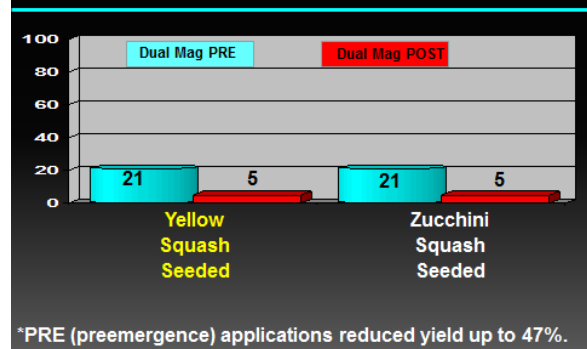 100
Dual Mag PRE
Dual Mag POST
80
60
40
20
0
21
5
21
5
Yellow
Squash
Seeded
Zucchini
Squash
Seeded
*PRE (preemergence) applications reduced yield up to 47%.